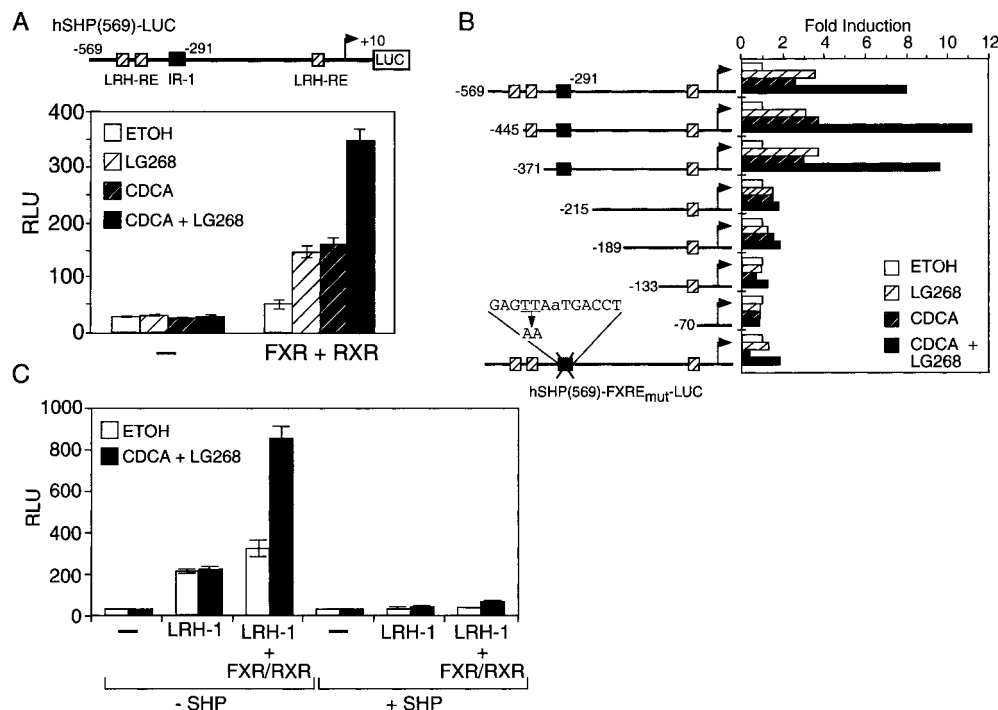 A
hSHP(569)-LUC
-569
-291
+10
LUC
LRH-RE
IR-1
LRH-RE
400
300
200
100
0
RLU
ETOH
LG268
CDCA
CDCA + LG268
–
FXR + RXR
B
Fold Induction
0 2 4 6 8 10 12
-291
-569
-445
-371
-215
-189
-133
-70
GAGTTAaTGACCT
AA
hSHP(569)-FXREmut-LUC
ETOH
LG268
CDCA
CDCA +
LG268
C
1000
800
600
400
200
0
RLU
ETOH
CDCA + LG268
– LRH-1 LRH-1 – LRH-1 LRH-1
+ +
FXR/RXR FXR/RXR
- SHP + SHP